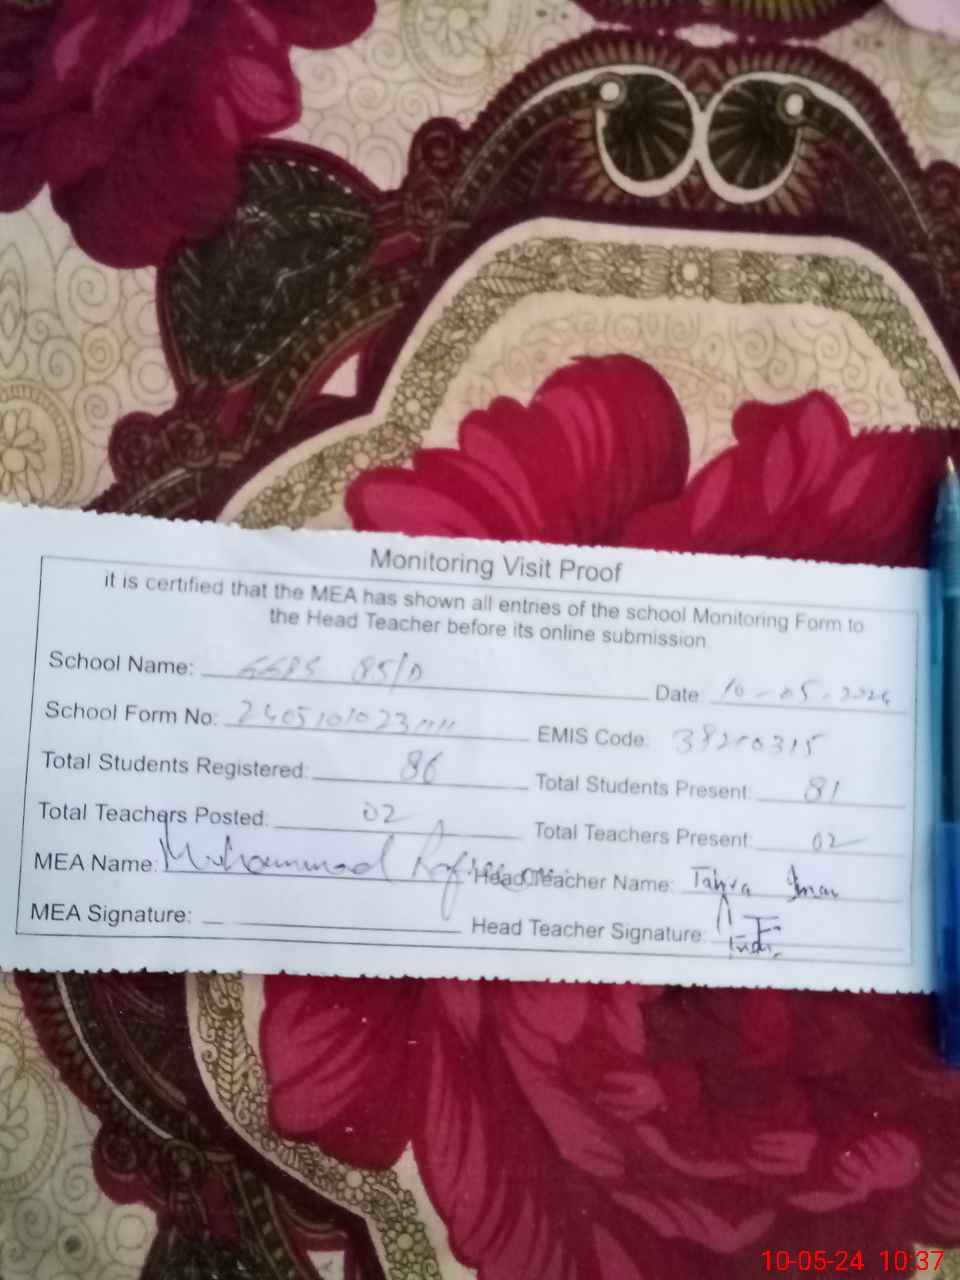 Monitoring Visit Proof
it is certified that the MEA has shown all entries of the school Monitoring Form to
the Head Teacher before its online submission.
School Name: GGPS 85/D Date: 10-05-2024
School Form No: EMIS Code:
Total Students Registered: 86 Total Students Present: 81
Total Teachers Posted: 02 Total Teachers Present: 02
MEA Name: Muhammad Head Teacher Name: Tahira
MEA Signature: Head Teacher Signature:
10-05-24 10:37